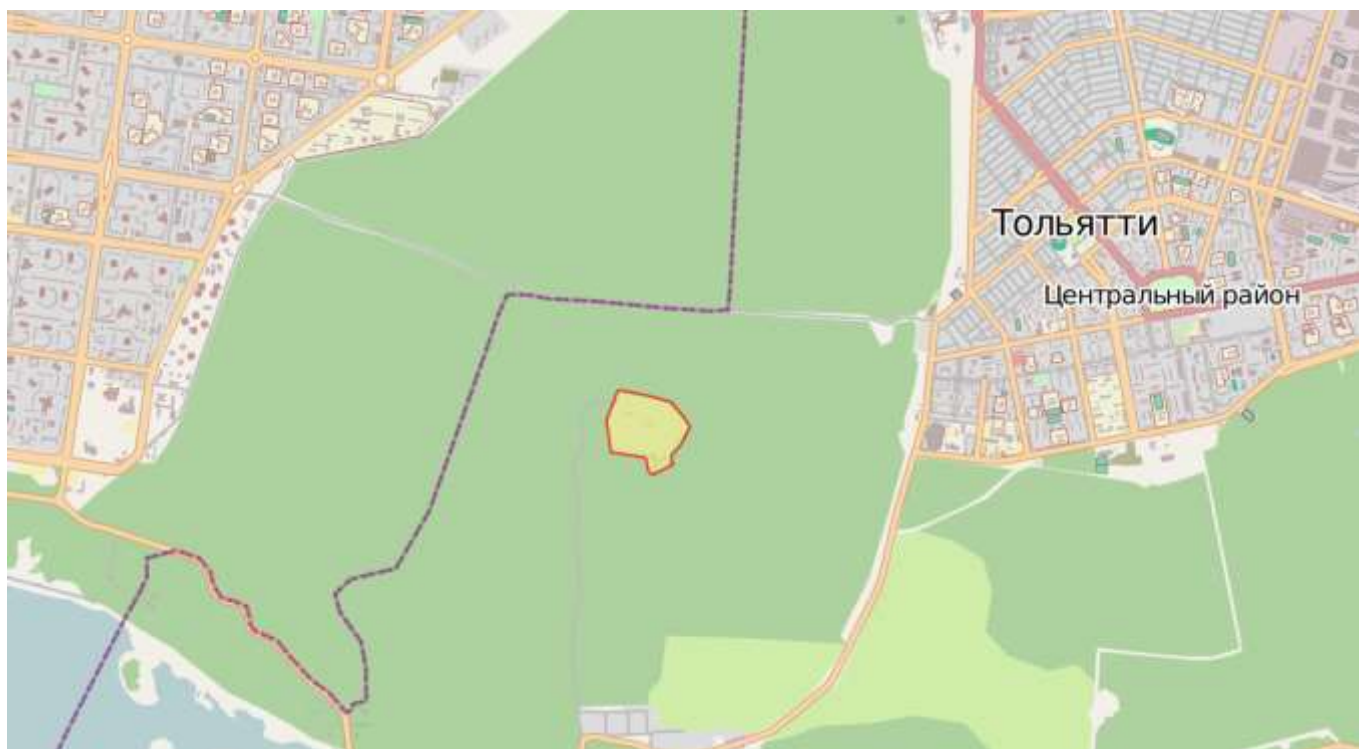 Тольятти
Центральный район